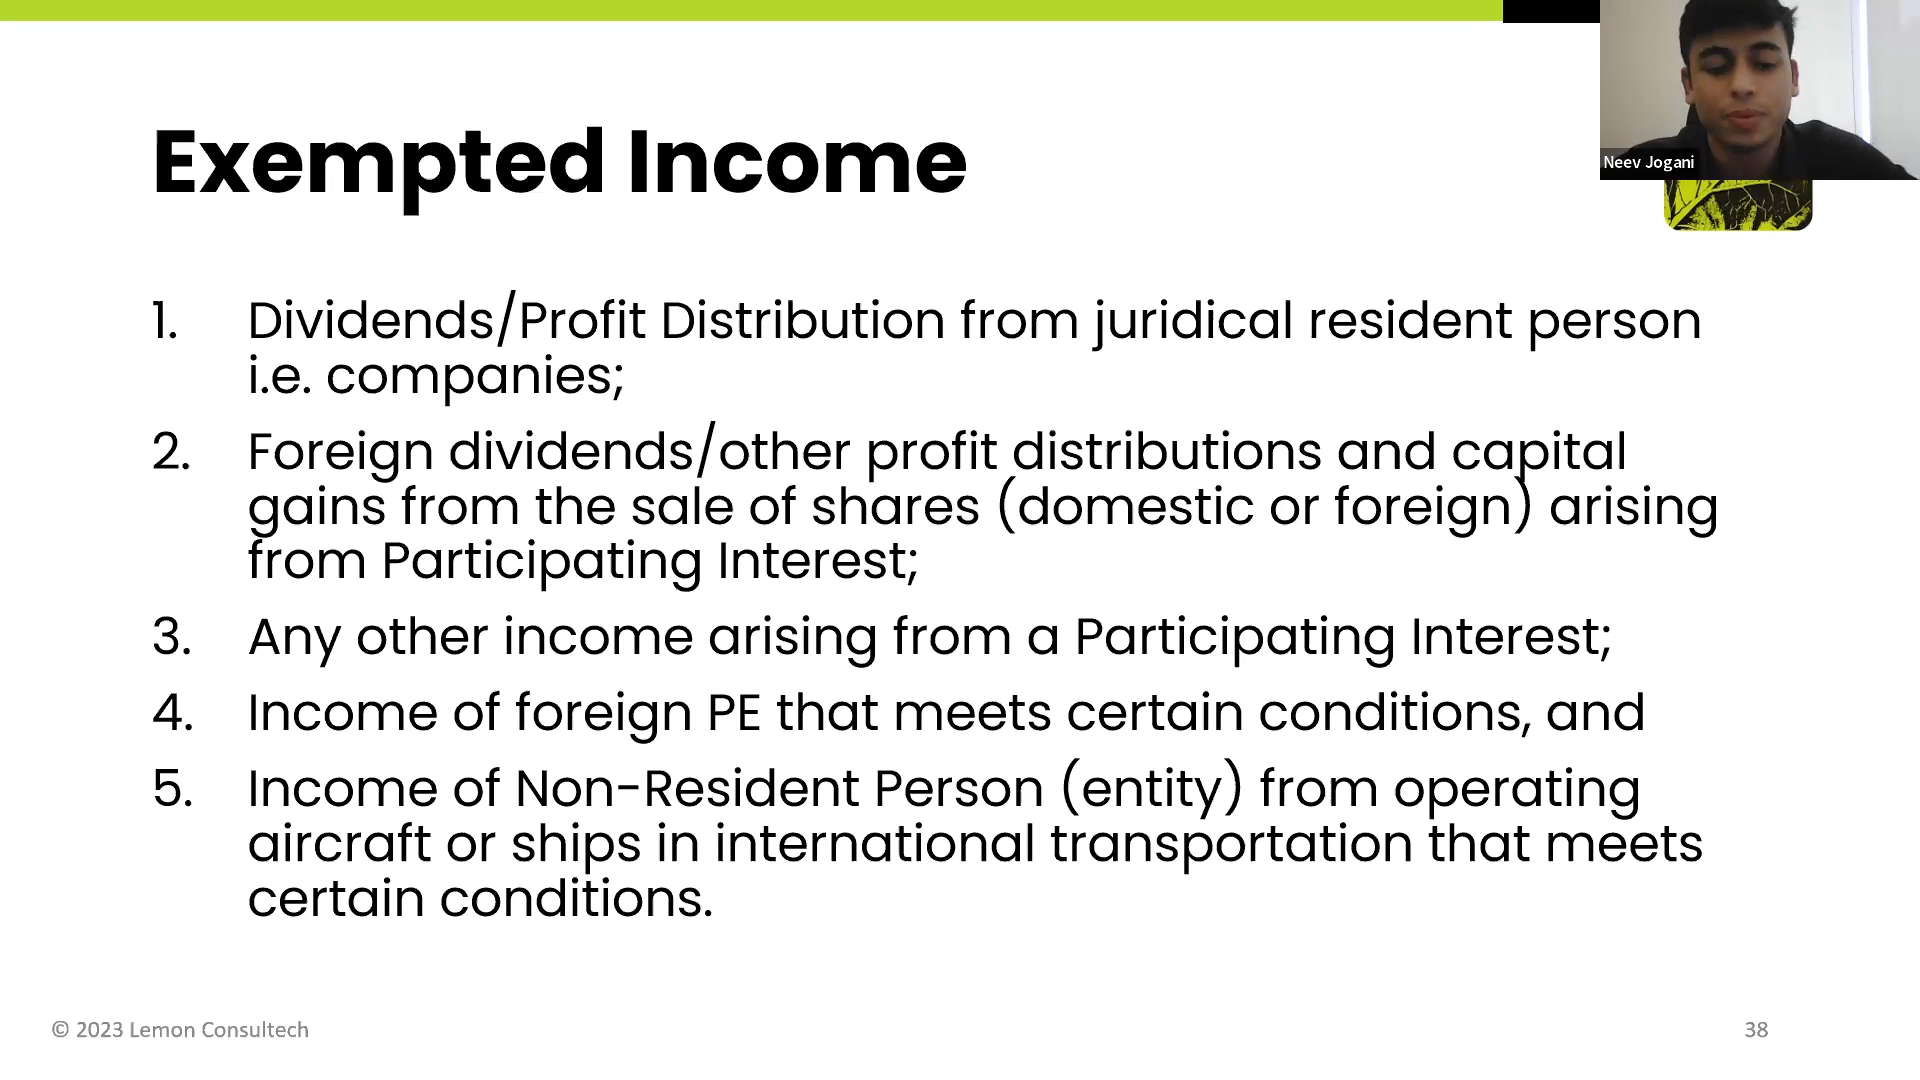 Exempted Income
Neev Jogani
1. Dividends/Profit Distribution from juridical resident person
i.e. companies;
2. Foreign dividends/other profit distributions and capital
gains from the sale of shares (domestic or foreign) arising
from Participating Interest;
3. Any other income arising from a Participating Interest;
4. Income of foreign PE that meets certain conditions, and
5. Income of Non-Resident Person (entity) from operating
aircraft or ships in international transportation that meets
certain conditions.
© 2023 Lemon Consultech
38